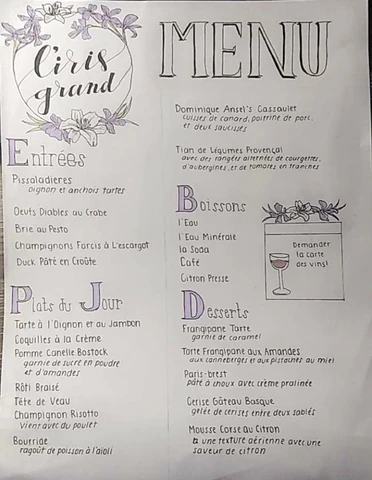 L'iris
grand
MENU
Entrées
Pissaladieres
oignon et anchois tartes
Oeufs Diables au Crabe
Brie au Pesto
Champignons Farcis à L'escargot
Duck Pâté en Croûte
Plats du Jour
Tarte à l'Oignon et au Jambon
Coquilles à la Crème
Pomme Canelle Bostock
garnie de sucre en poudre
et d'amandes
Rôti Braisé
Tête de Veau
Champignon Risotto
Vient avec du poulet
Bourride
ragoût de poisson à l'aïoli
Dominique Ansel's Cassoulet
cuisses de canard, poitrine de porc,
et deux saucisses
Tian de Légumes Provençal
avec des rangées alternées de courgettes,
d'aubergines, et de tomates en tranches
Boissons
l'Eau
l'Eau Minérale
la Soda
Café
Citron Presse
Demander
la carte
des vins!
Desserts
Frangipane Tarte
garnie de caramel
Tarte Frangipane aux Amandes
aux canneberges et aux pistaches au miel
Paris-brest
pâte à choux avec crème pralinée
Cerise Gâteau Basque
gelée de cerises entre deux sablés
Mousse Corse au Citron
à une texture aérienne avec une
saveur de citron